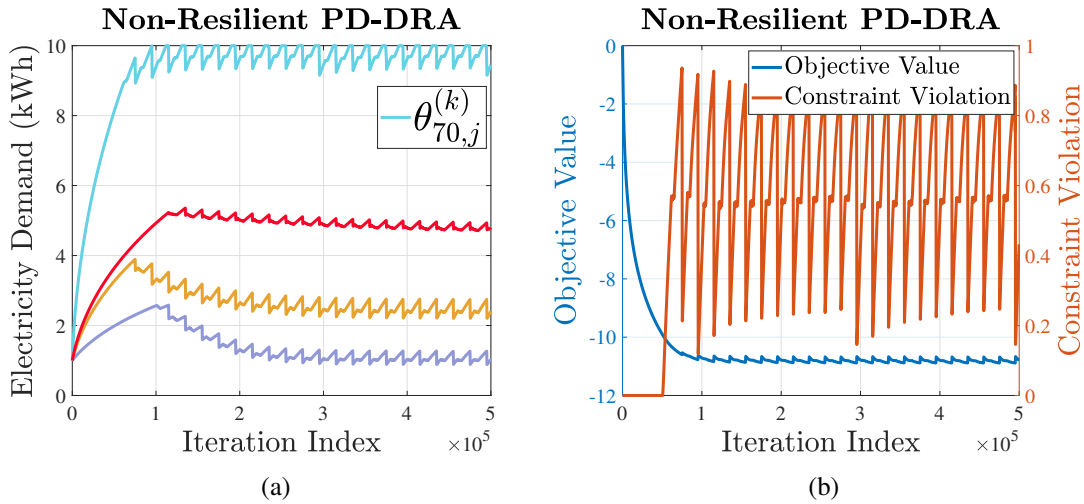 Non-Resilient PD-DRA
Electricity Demand (kWh)
10
8
6
4
2
0
θ_{70,j}^{(k)}
0 1 2 3 4 5
Iteration Index
×10^5
(a)
Non-Resilient PD-DRA
Objective Value
0
-2
-4
-6
-8
-10
-12
Objective Value
Constraint Violation
1
0.8
0.6
0.4
0.2
0
Constraint Violation
0 1 2 3 4 5
Iteration Index
×10^5
(b)